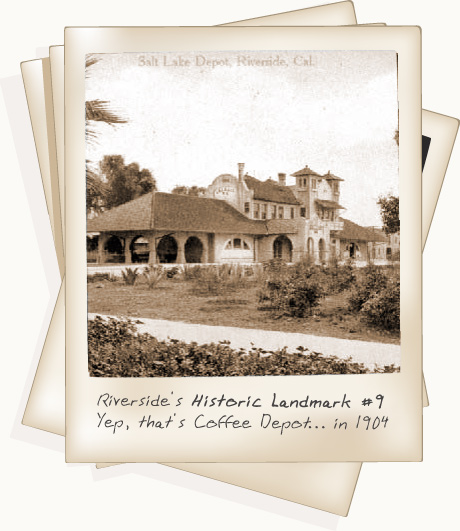 Salt Lake Depot, Riverside, Cal.
Riverside's Historic Landmark #9
Yep, that's Coffee Depot... in 1904